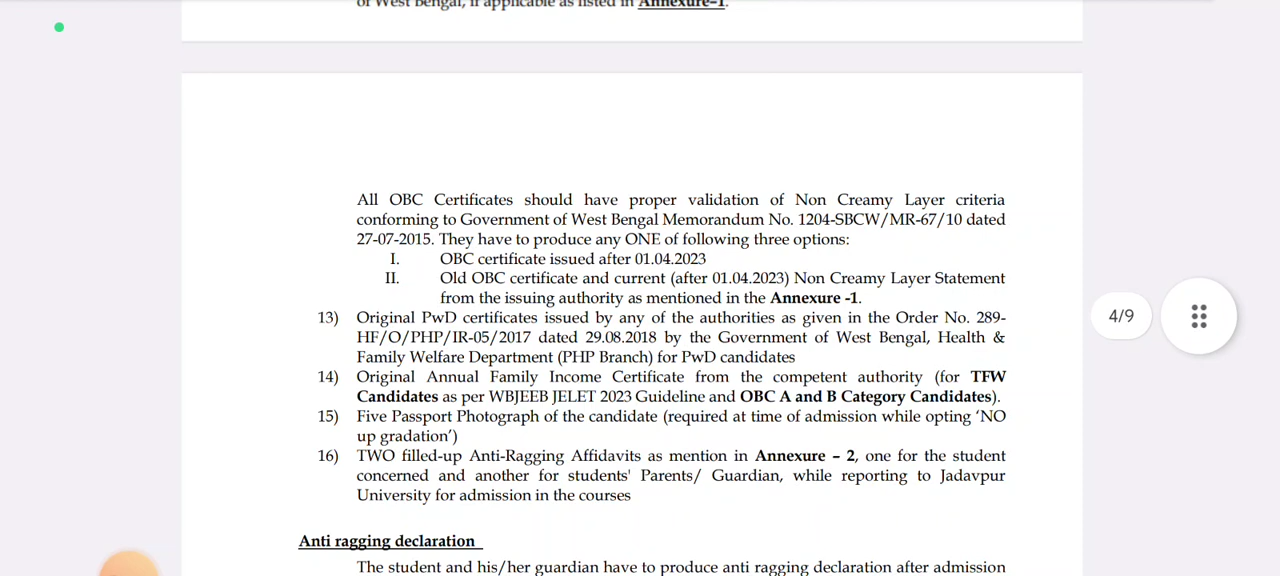 of West Bengal, if applicable as listed in Annexure–1.
All OBC Certificates should have proper validation of Non Creamy Layer criteria
conforming to Government of West Bengal Memorandum No. 1204-SBCW/MR-67/10 dated
27-07-2015. They have to produce any ONE of following three options:
I. OBC certificate issued after 01.04.2023
II. Old OBC certificate and current (after 01.04.2023) Non Creamy Layer Statement
from the issuing authority as mentioned in the Annexure -1.
13) Original PwD certificates issued by any of the authorities as given in the Order No. 289-
HF/O/PHP/IR-05/2017 dated 29.08.2018 by the Government of West Bengal, Health &
Family Welfare Department (PHP Branch) for PwD candidates
14) Original Annual Family Income Certificate from the competent authority (for TFW
Candidates as per WBJEEB JELET 2023 Guideline and OBC A and B Category Candidates).
15) Five Passport Photograph of the candidate (required at time of admission while opting ‘NO
up gradation’)
16) TWO filled-up Anti-Ragging Affidavits as mention in Annexure – 2, one for the student
concerned and another for students' Parents/ Guardian, while reporting to Jadavpur
University for admission in the courses
Anti ragging declaration
The student and his/her guardian have to produce anti ragging declaration after admission
4/9